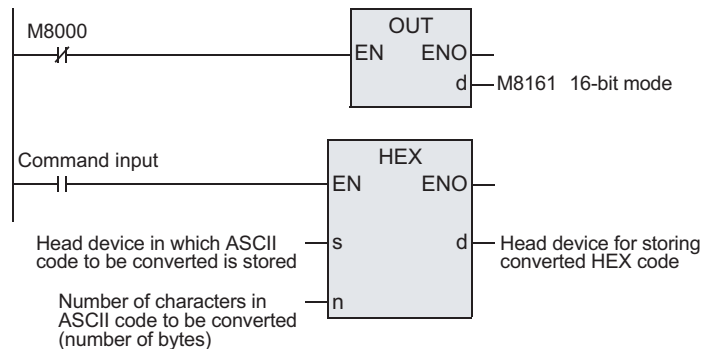 M8000
OUT
EN ENO
d
M8161 16-bit mode
Command input
HEX
EN ENO
Head device in which ASCII
code to be converted is stored
s
d
Head device for storing
converted HEX code
Number of characters in
ASCII code to be converted
(number of bytes)
n